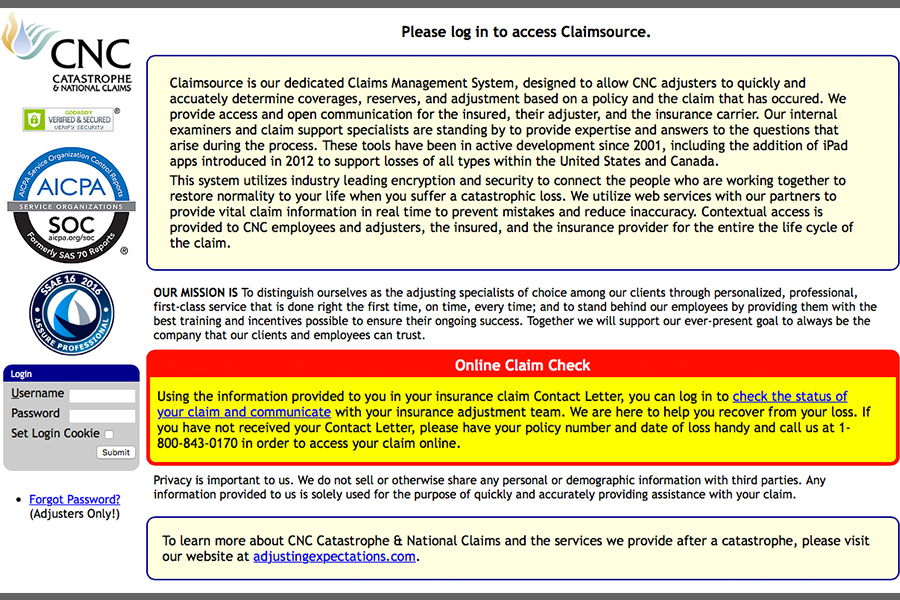 Please log in to access Claimsource.
CNC
CATASTROPHE
& NATIONAL CLAIMS
GODADDY
VERIFIED & SECURED
VERIFY SECURITY
®
AICPA Service Organization Control Reports
AICPA
SERVICE ORGANIZATIONS
SOC
aicpa.org/soc
Formerly SAS 70 Reports
®
SSAE 16 2016
ASSURE PROFESSIONAL
Login
Username
Password
Set Login Cookie
Submit
Forgot Password?
(Adjusters Only!)
Claimsource is our dedicated Claims Management System, designed to allow CNC adjusters to quickly and
accuately determine coverages, reserves, and adjustment based on a policy and the claim that has occured. We
provide access and open communication for the insured, their adjuster, and the insurance carrier. Our internal
examiners and claim support specialists are standing by to provide expertise and answers to the questions that
arise during the process. These tools have been in active development since 2001, including the addition of iPad
apps introduced in 2012 to support losses of all types within the United States and Canada.
This system utilizes industry leading encryption and security to connect the people who are working together to
restore normality to your life when you suffer a catastrophic loss. We utilize web services with our partners to
provide vital claim information in real time to prevent mistakes and reduce inaccuracy. Contextual access is
provided to CNC employees and adjusters, the insured, and the insurance provider for the entire the life cycle of
the claim.
OUR MISSION IS To distinguish ourselves as the adjusting specialists of choice among our clients through personalized, professional,
first-class service that is done right the first time, on time, every time; and to stand behind our employees by providing them with the
best training and incentives possible to ensure their ongoing success. Together we will support our ever-present goal to always be the
company that our clients and employees can trust.
Online Claim Check
Using the information provided to you in your insurance claim Contact Letter, you can log in to check the status of
your claim and communicate with your insurance adjustment team. We are here to help you recover from your loss. If
you have not received your Contact Letter, please have your policy number and date of loss handy and call us at 1-
800-843-0170 in order to access your claim online.
Privacy is important to us. We do not sell or otherwise share any personal or demographic information with third parties. Any
information provided to us is solely used for the purpose of quickly and accurately providing assistance with your claim.
To learn more about CNC Catastrophe & National Claims and the services we provide after a catastrophe, please visit
our website at adjustingexpectations.com.